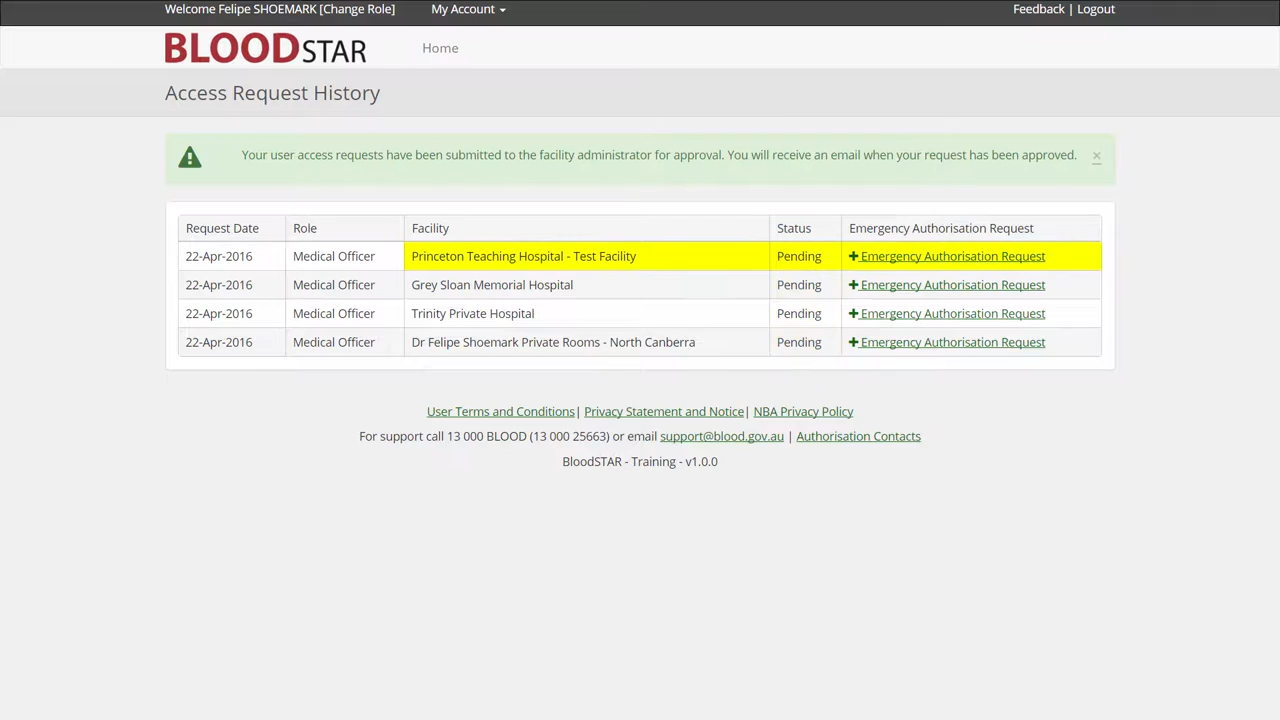 Welcome Felipe SHOEMARK [Change Role] My Account Feedback | Logout
BLOODSTAR Home
Access Request History
Your user access requests have been submitted to the facility administrator for approval. You will receive an email when your request has been approved. ×
Request Date Role Facility Status Emergency Authorisation Request
22-Apr-2016 Medical Officer Princeton Teaching Hospital - Test Facility Pending + Emergency Authorisation Request
22-Apr-2016 Medical Officer Grey Sloan Memorial Hospital Pending + Emergency Authorisation Request
22-Apr-2016 Medical Officer Trinity Private Hospital Pending + Emergency Authorisation Request
22-Apr-2016 Medical Officer Dr Felipe Shoemark Private Rooms - North Canberra Pending + Emergency Authorisation Request
User Terms and Conditions| Privacy Statement and Notice| NBA Privacy Policy
For support call 13 000 BLOOD (13 000 25663) or email support@blood.gov.au | Authorisation Contacts
BloodSTAR - Training - v1.0.0